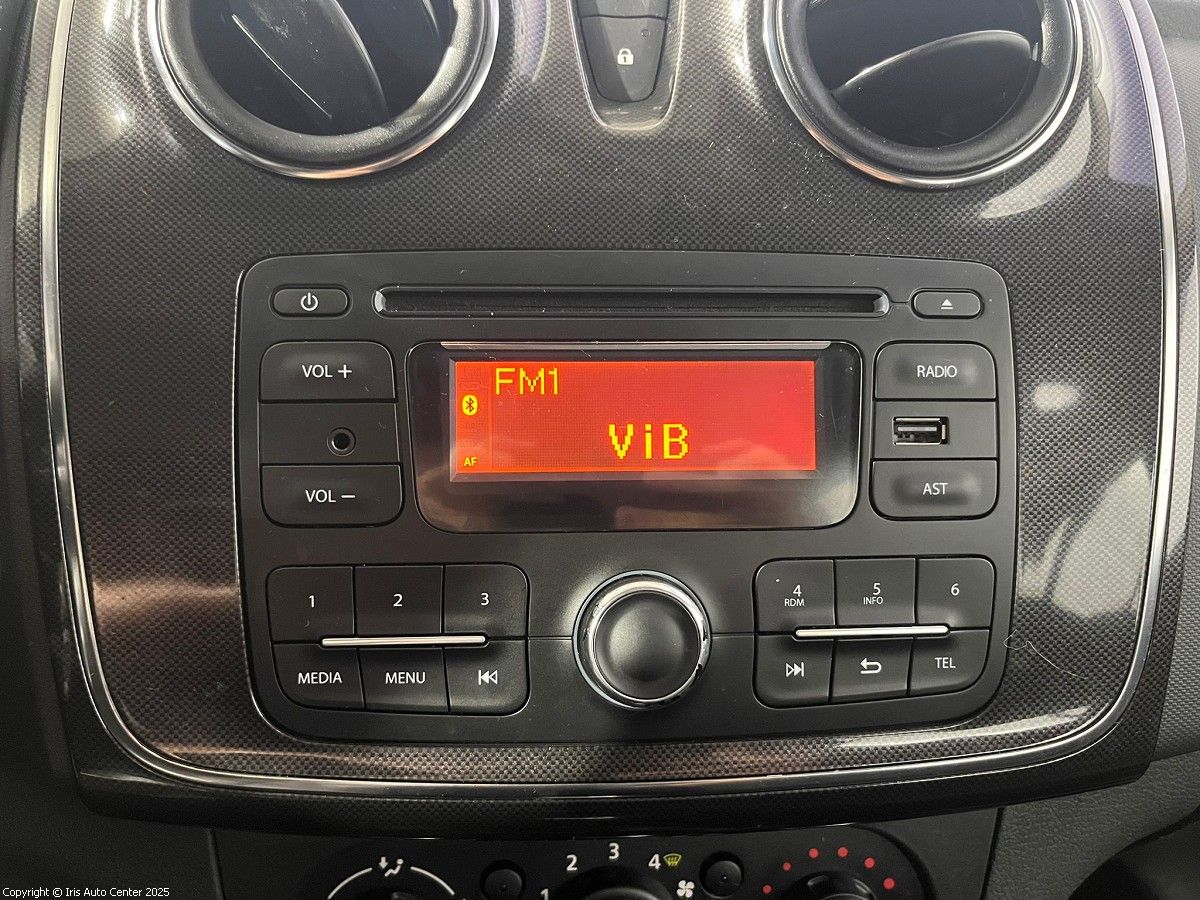 FM1
ViB
AF
VOL +
VOL −
RADIO
AST
1
2
3
4
RDM
5
INFO
6
MEDIA
MENU
TEL
1
2
3
4
Copyright © Iris Auto Center 2025